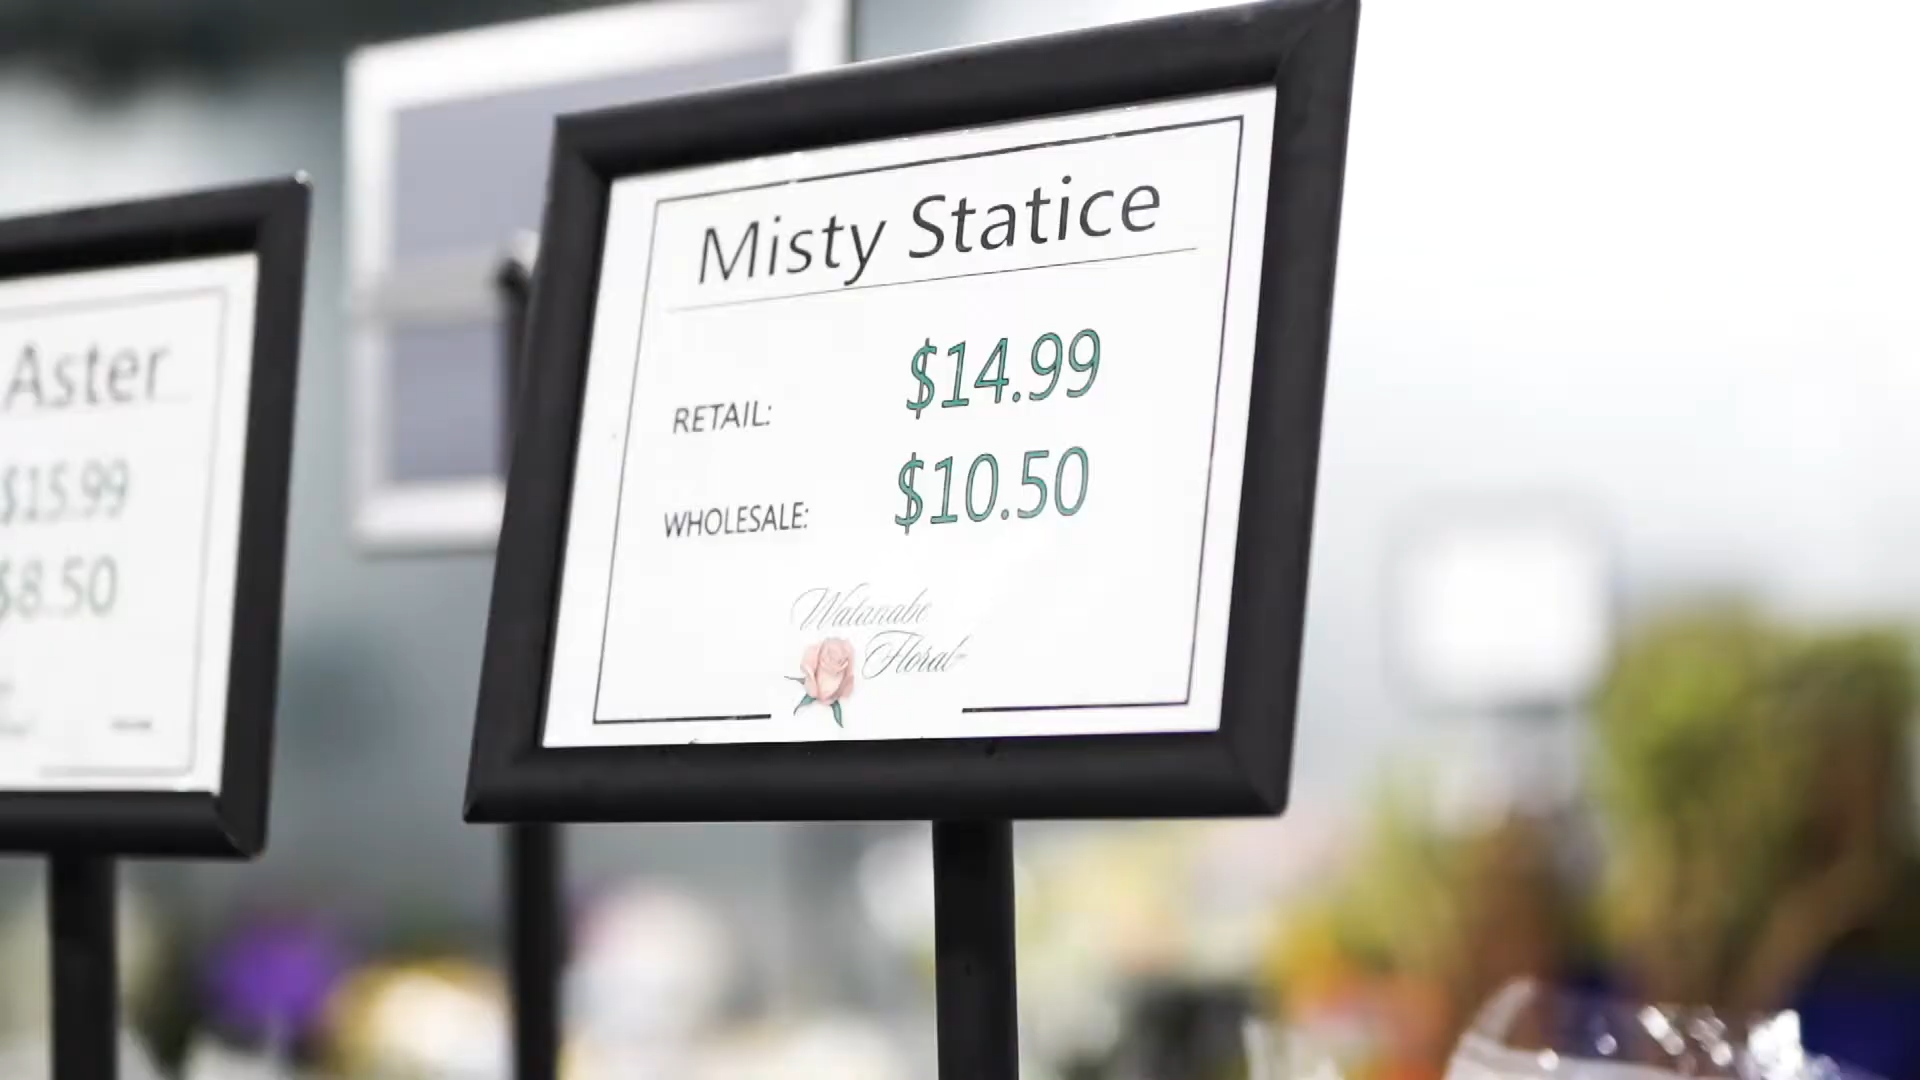 Aster
$15.99
$8.50
Misty Statice
RETAIL: $14.99
WHOLESALE: $10.50
Watanabe
Floral